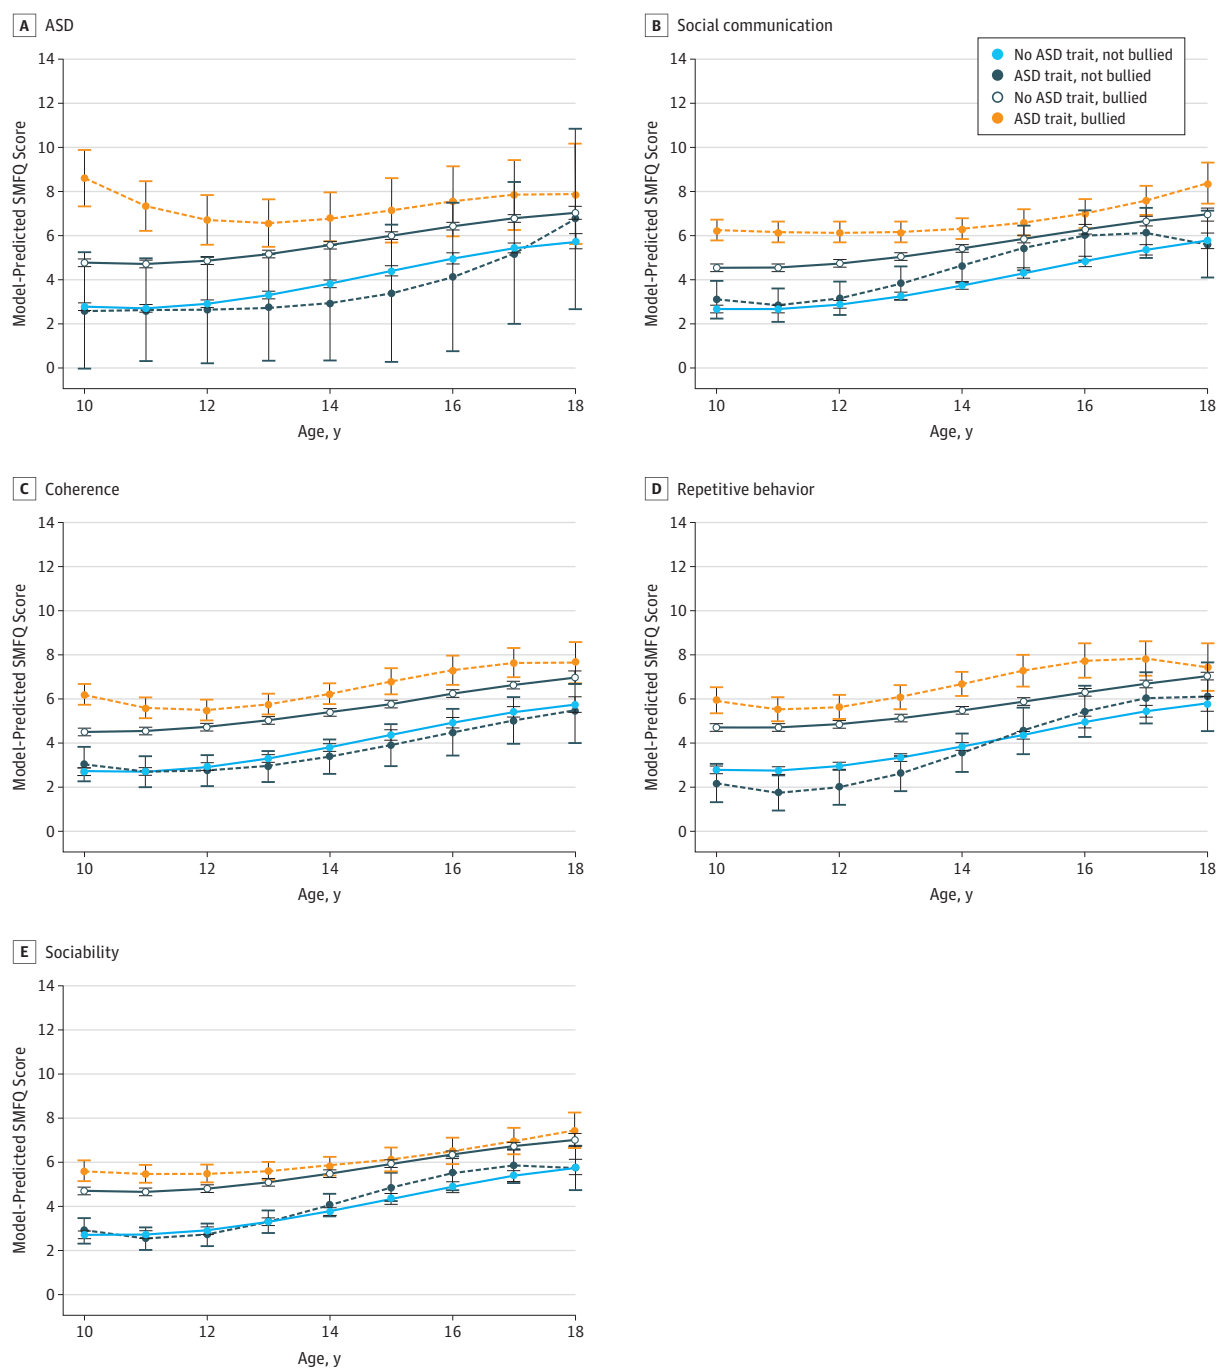 A ASD
Model-Predicted SMFQ Score
14
12
10
8
6
4
2
0
10 12 14 16 18
Age, y
B Social communication
No ASD trait, not bullied
ASD trait, not bullied
No ASD trait, bullied
ASD trait, bullied
Model-Predicted SMFQ Score
14
12
10
8
6
4
2
0
10 12 14 16 18
Age, y
C Coherence
Model-Predicted SMFQ Score
14
12
10
8
6
4
2
0
10 12 14 16 18
Age, y
D Repetitive behavior
Model-Predicted SMFQ Score
14
12
10
8
6
4
2
0
10 12 14 16 18
Age, y
E Sociability
Model-Predicted SMFQ Score
14
12
10
8
6
4
2
0
10 12 14 16 18
Age, y